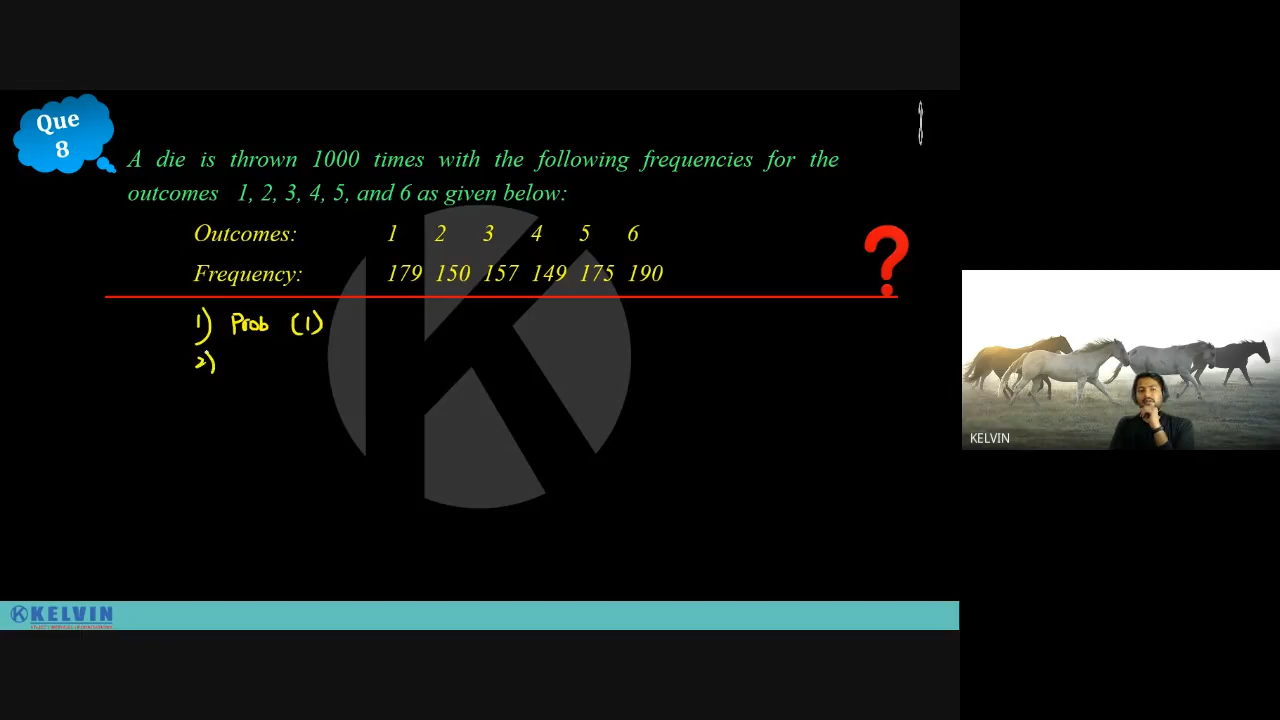 Que
8
A die is thrown 1000 times with the following frequencies for the
outcomes 1, 2, 3, 4, 5, and 6 as given below:
Outcomes: 1 2 3 4 5 6
Frequency: 179 150 157 149 175 190
?
1) Prob (1)
2)
KELVIN
KELVIN